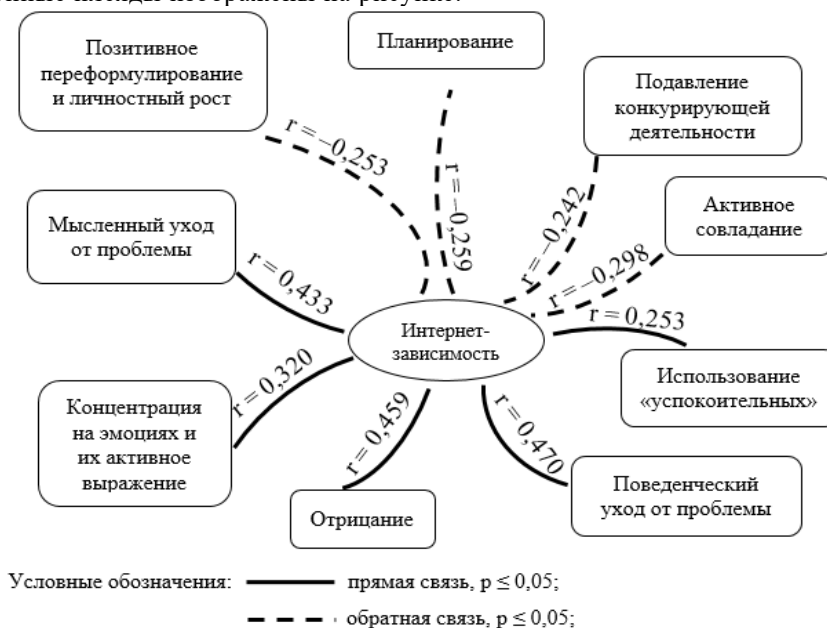 Позитивное
переформулирование
и личностный рост
Планирование
Подавление
конкурирующей
деятельности
r = –0,253
r = –0,259
r = –0,242
Мысленный уход
от проблемы
Активное
совладание
r = 0,433
r = –0,298
r = 0,253
Интернет-
зависимость
r = 0,320
r = 0,459
r = 0,470
Использование
«успокоительных»
Концентрация
на эмоциях и
их активное
выражение
Отрицание
Поведенческий
уход от проблемы
Условные обозначения: прямая связь, p ≤ 0,05;
обратная связь, p ≤ 0,05;